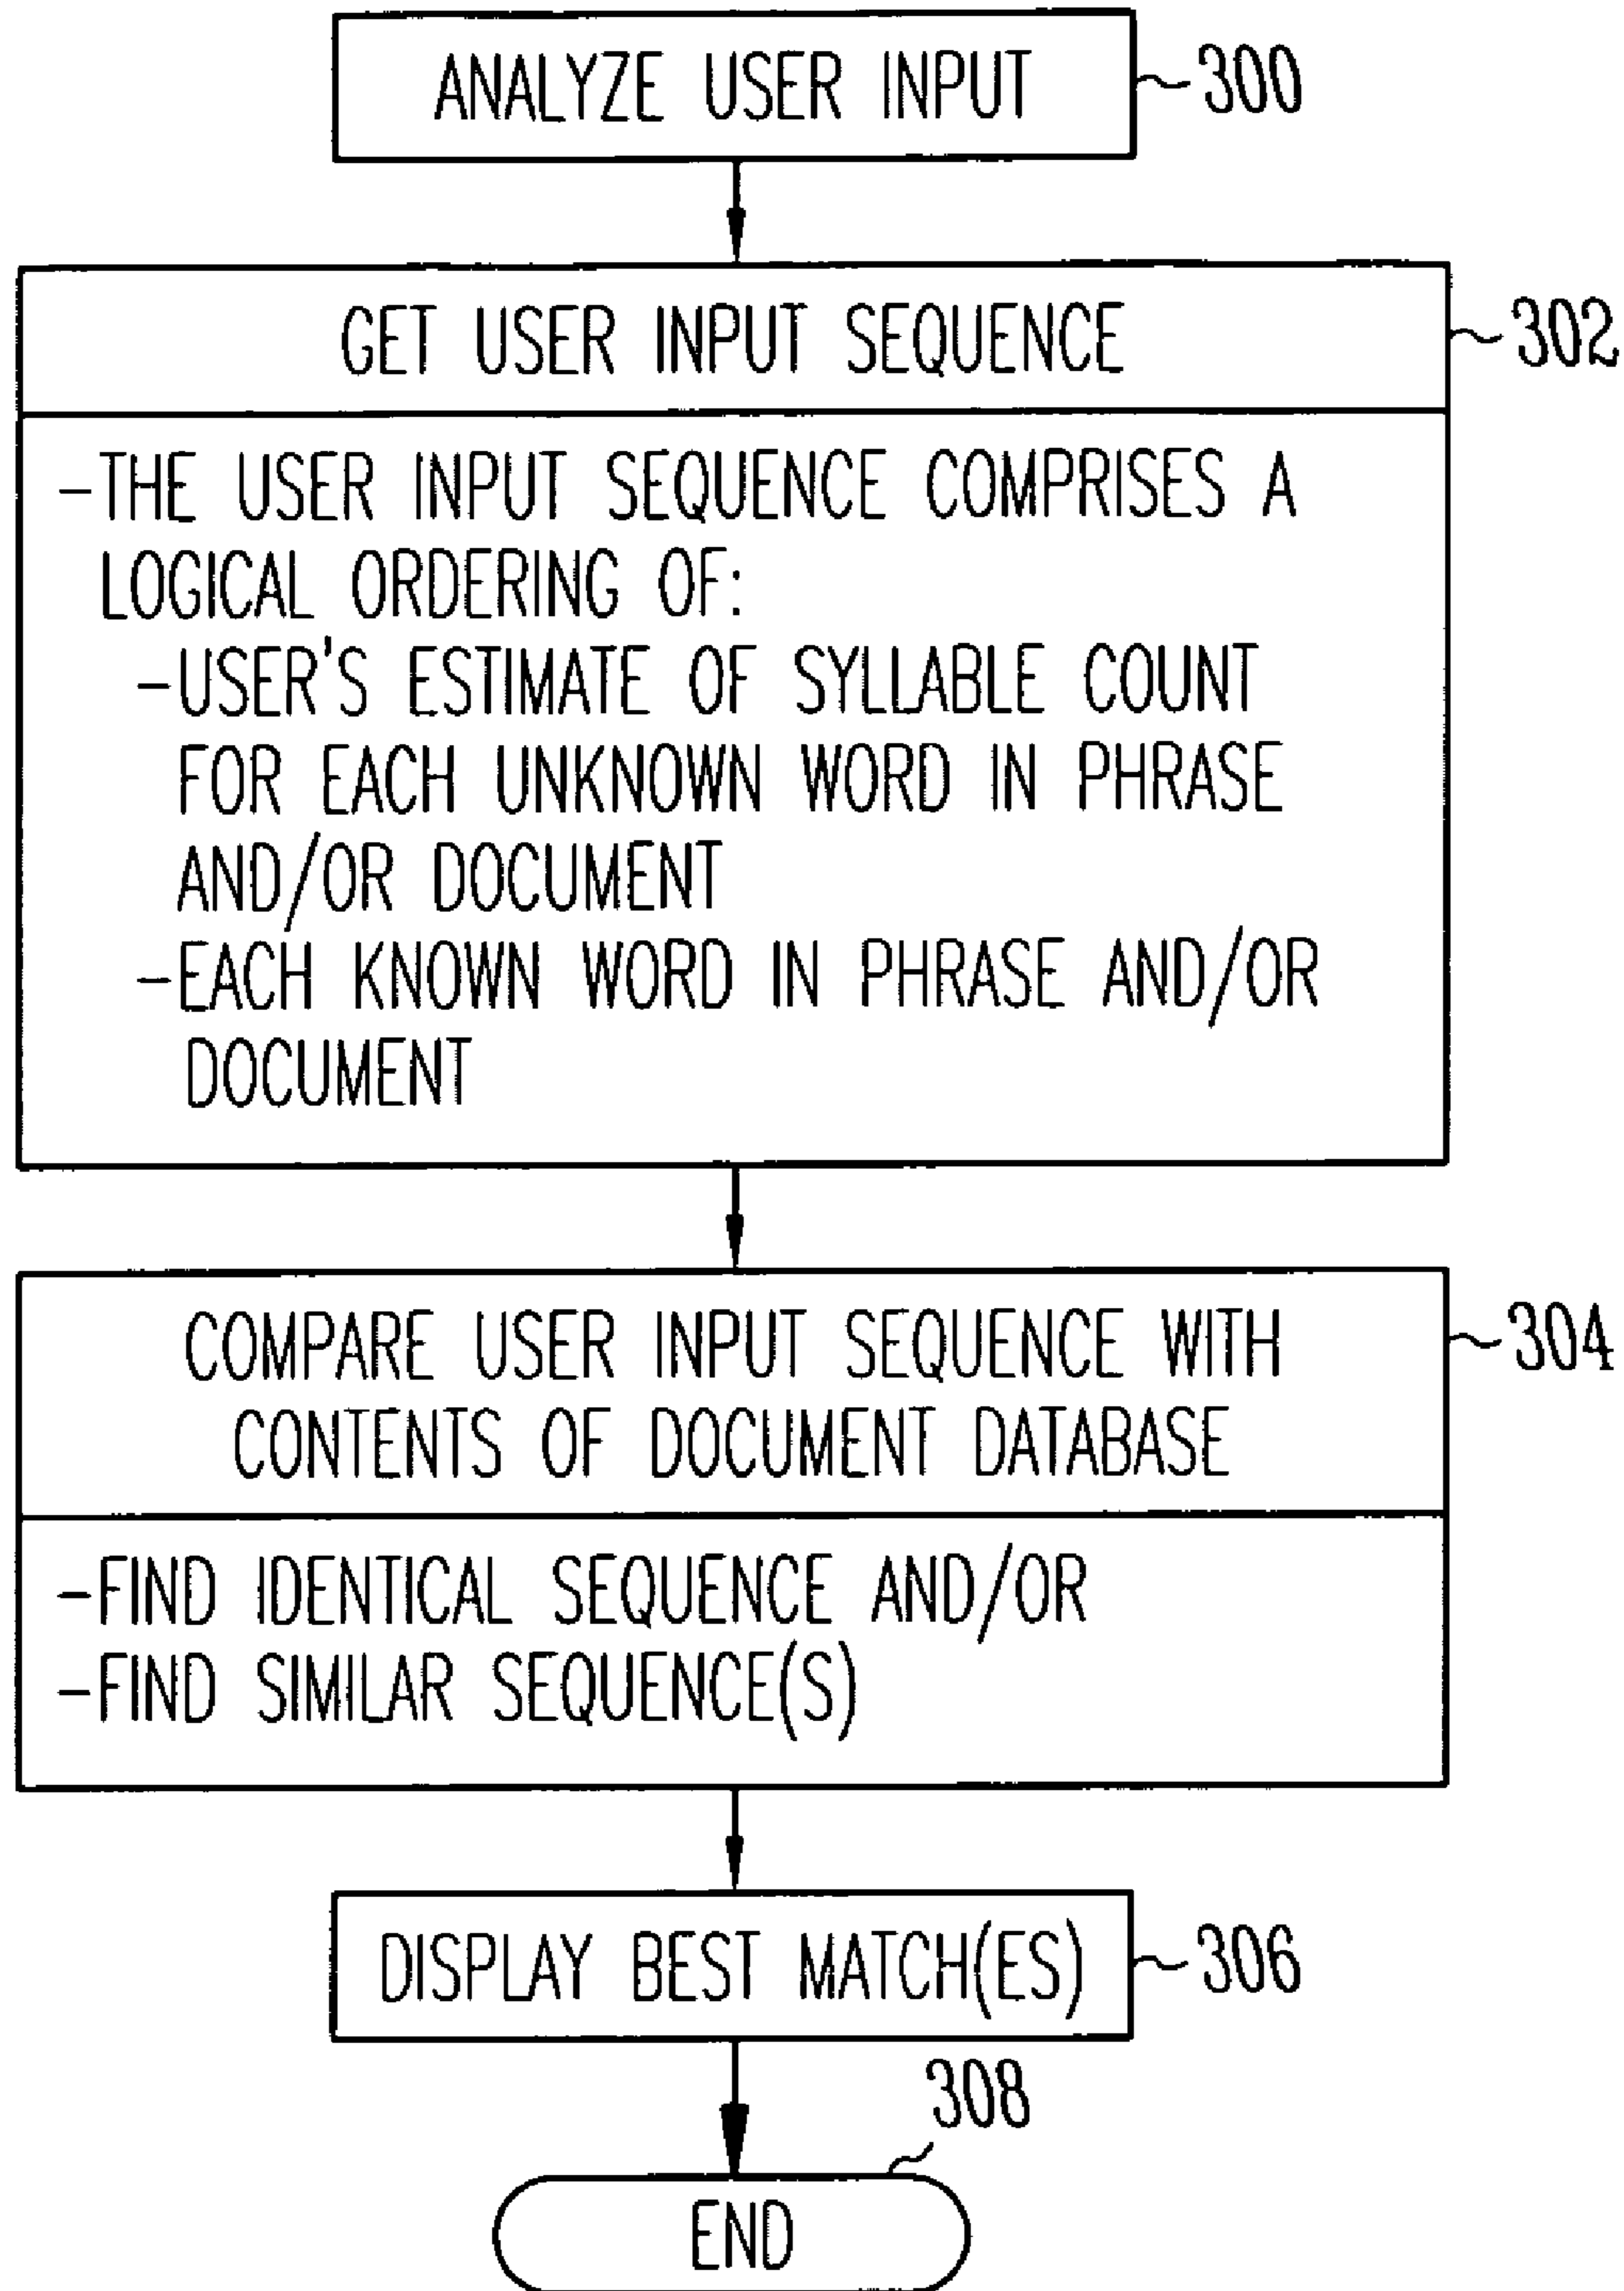 ANALYZE USER INPUT
300
GET USER INPUT SEQUENCE
302
-THE USER INPUT SEQUENCE COMPRISES A
LOGICAL ORDERING OF:
-USER'S ESTIMATE OF SYLLABLE COUNT
FOR EACH UNKNOWN WORD IN PHRASE
AND/OR DOCUMENT
-EACH KNOWN WORD IN PHRASE AND/OR
DOCUMENT
COMPARE USER INPUT SEQUENCE WITH
304
CONTENTS OF DOCUMENT DATABASE
-FIND IDENTICAL SEQUENCE AND/OR
-FIND SIMILAR SEQUENCE(S)
DISPLAY BEST MATCH(ES)
306
308
END